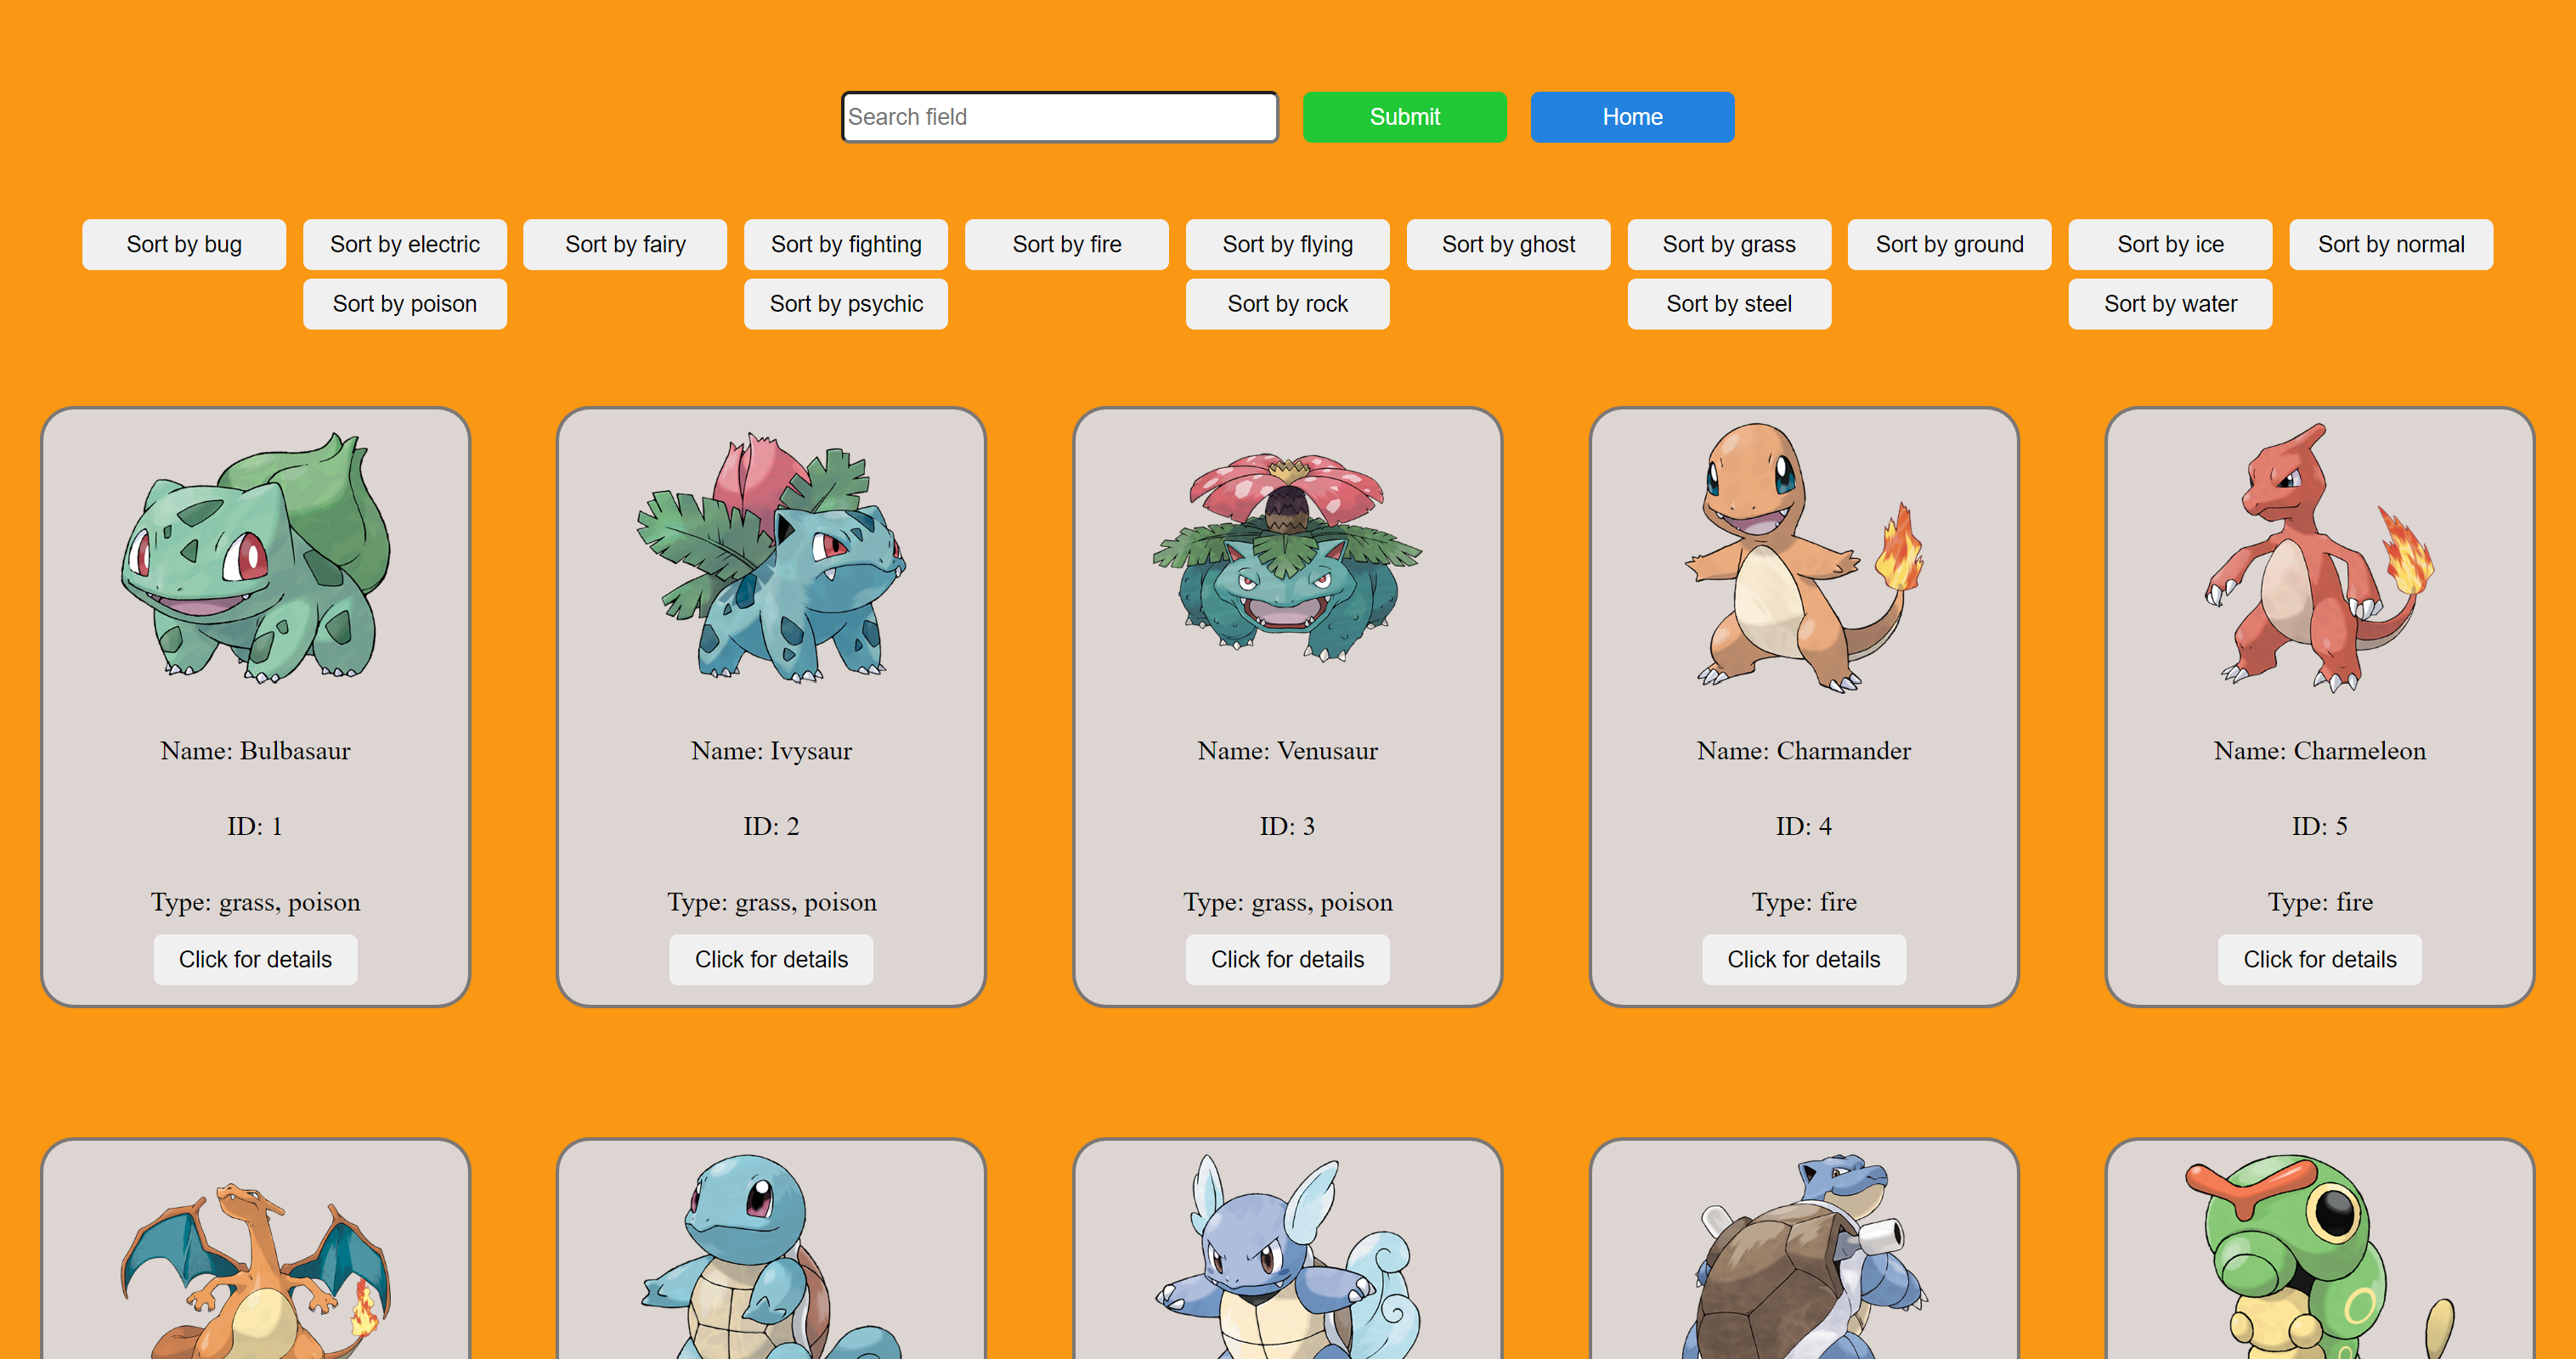 Search field Submit Home
Sort by bug Sort by electric Sort by fairy Sort by fighting Sort by fire Sort by flying Sort by ghost Sort by grass Sort by ground Sort by ice Sort by normal
Sort by poison Sort by psychic Sort by rock Sort by steel Sort by water
Name: Bulbasaur
ID: 1
Type: grass, poison
Click for details
Name: Ivysaur
ID: 2
Type: grass, poison
Click for details
Name: Venusaur
ID: 3
Type: grass, poison
Click for details
Name: Charmander
ID: 4
Type: fire
Click for details
Name: Charmeleon
ID: 5
Type: fire
Click for details